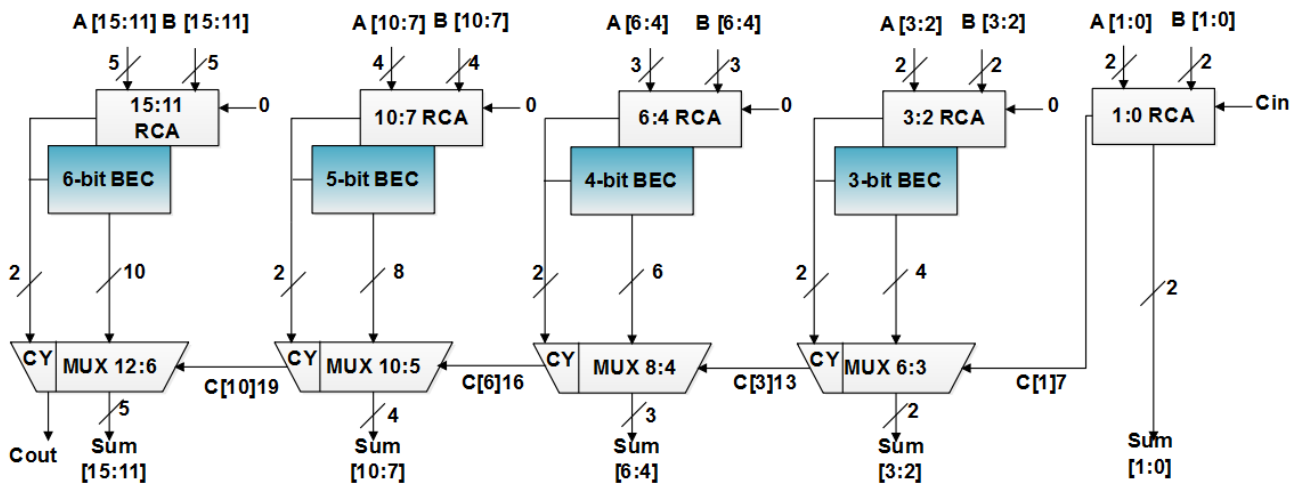 A [15:11] B [15:11]
A [10:7] B [10:7]
A [6:4] B [6:4]
A [3:2] B [3:2]
A [1:0] B [1:0]
5 5 4 4 3 3 2 2 2 2
15:11
RCA
0
10:7 RCA
0
6:4 RCA
0
3:2 RCA
0
1:0 RCA
Cin
6-bit BEC
5-bit BEC
4-bit BEC
3-bit BEC
2 10 2 8 2 6 2 4 2
CY MUX 12:6
C[10]19
CY MUX 10:5
C[6]16
CY MUX 8:4
C[3]13
CY MUX 6:3
C[1]7
5 4 3 2
Cout
Sum
[15:11]
Sum
[10:7]
Sum
[6:4]
Sum
[3:2]
Sum
[1:0]